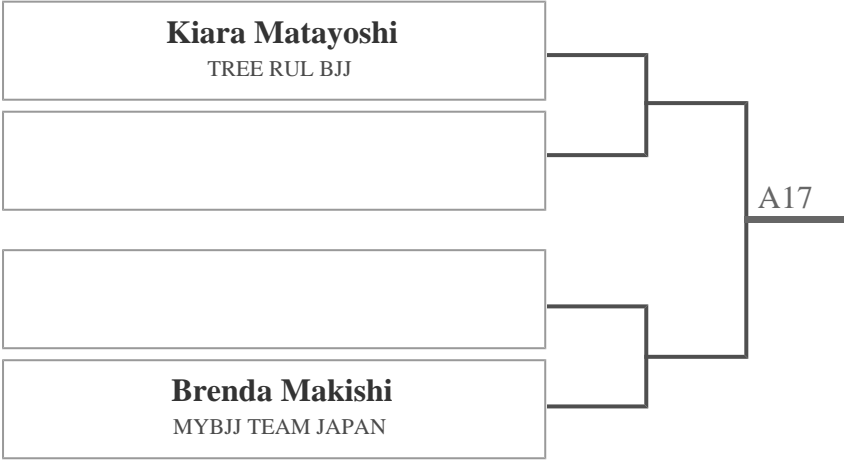 Kiara Matayoshi
TREE RUL BJJ
A17
Brenda Makishi
MYBJJ TEAM JAPAN